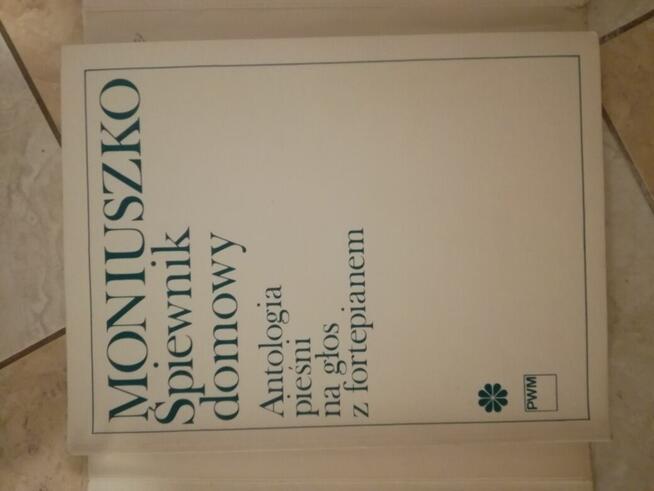 MONIUSZKO
Śpiewnik
domowy
Antologia
pieśni
na głos
z fortepianem
PWM